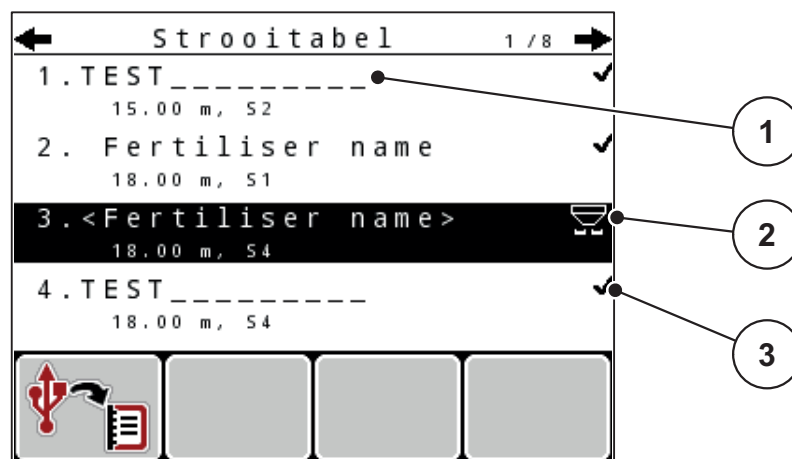 Strooitabel 1/8
1.TEST_________
15.00 m, S2
2. Fertiliser name
18.00 m, S1
3.<Fertiliser name>
18.00 m, S4
4.TEST_________
18.00 m, S4
1
2
3